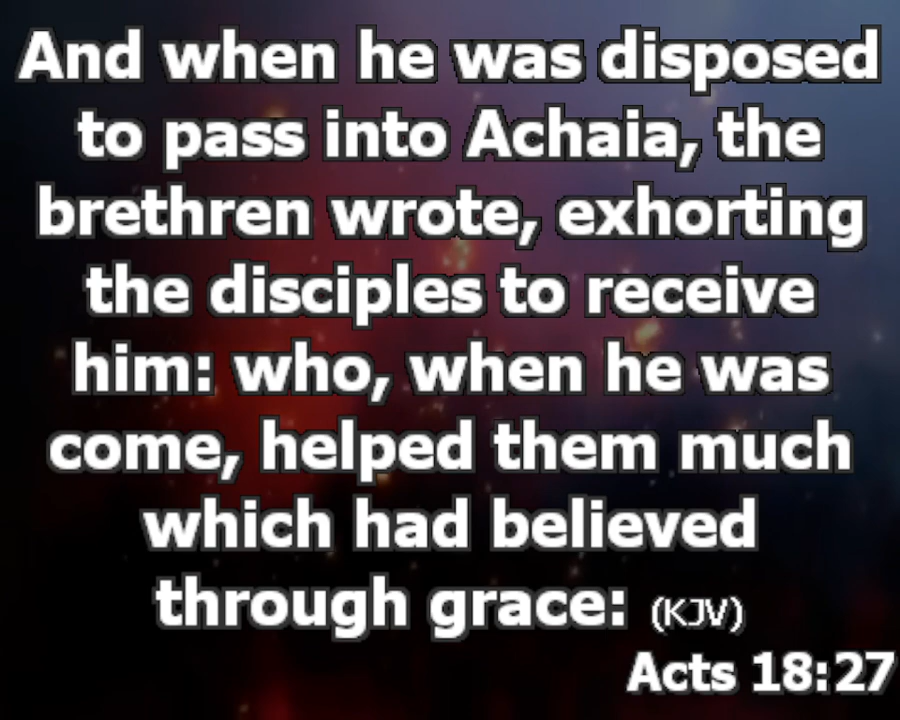 And when he was disposed
to pass into Achaia, the
brethren wrote, exhorting
the disciples to receive
him: who, when he was
come, helped them much
which had believed
through grace: (KJV)
Acts 18:27